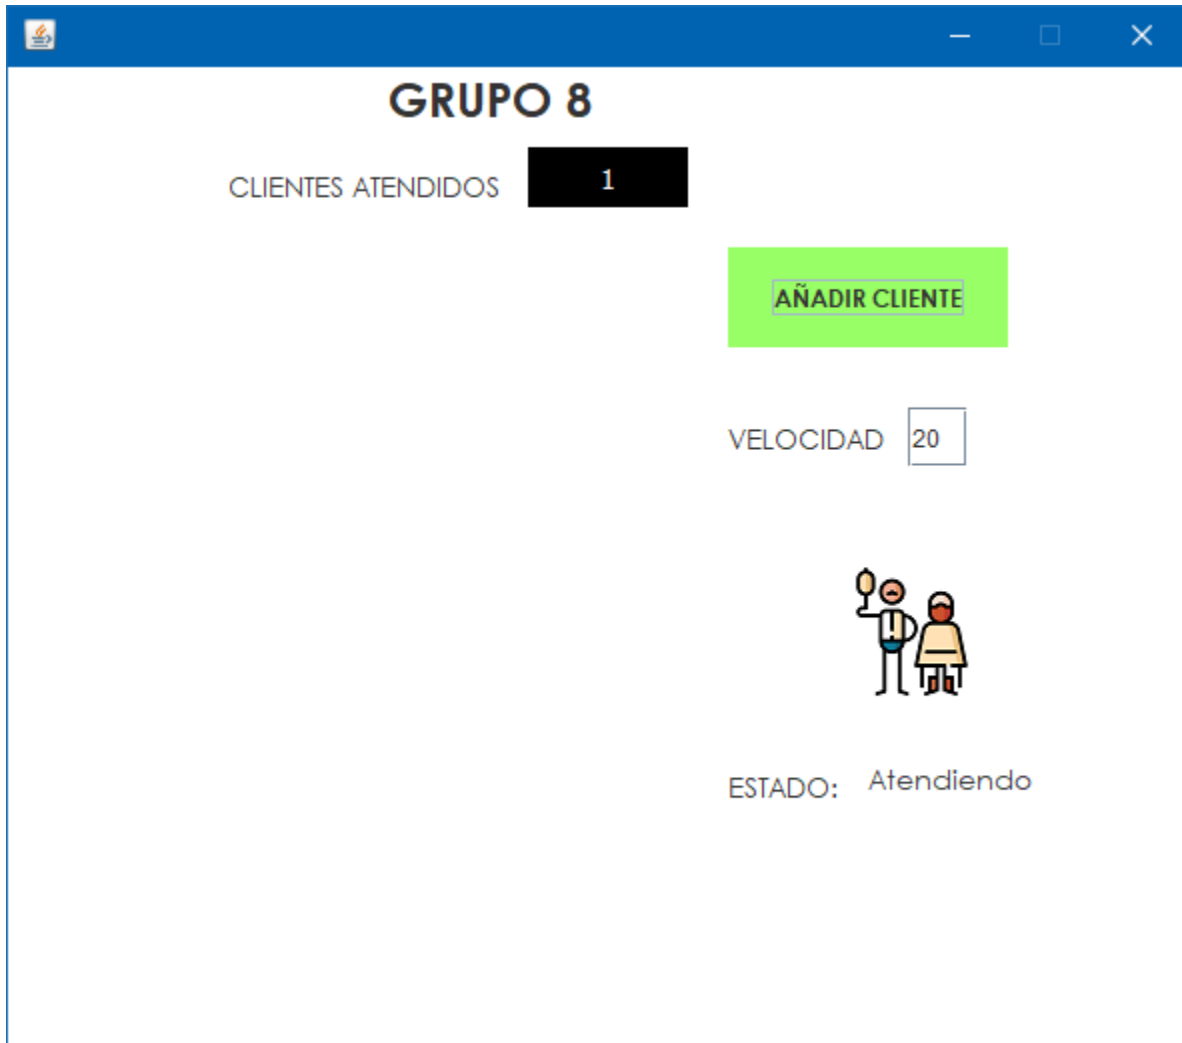 GRUPO 8
CLIENTES ATENDIDOS 1
AÑADIR CLIENTE
VELOCIDAD 20
ESTADO: Atendiendo